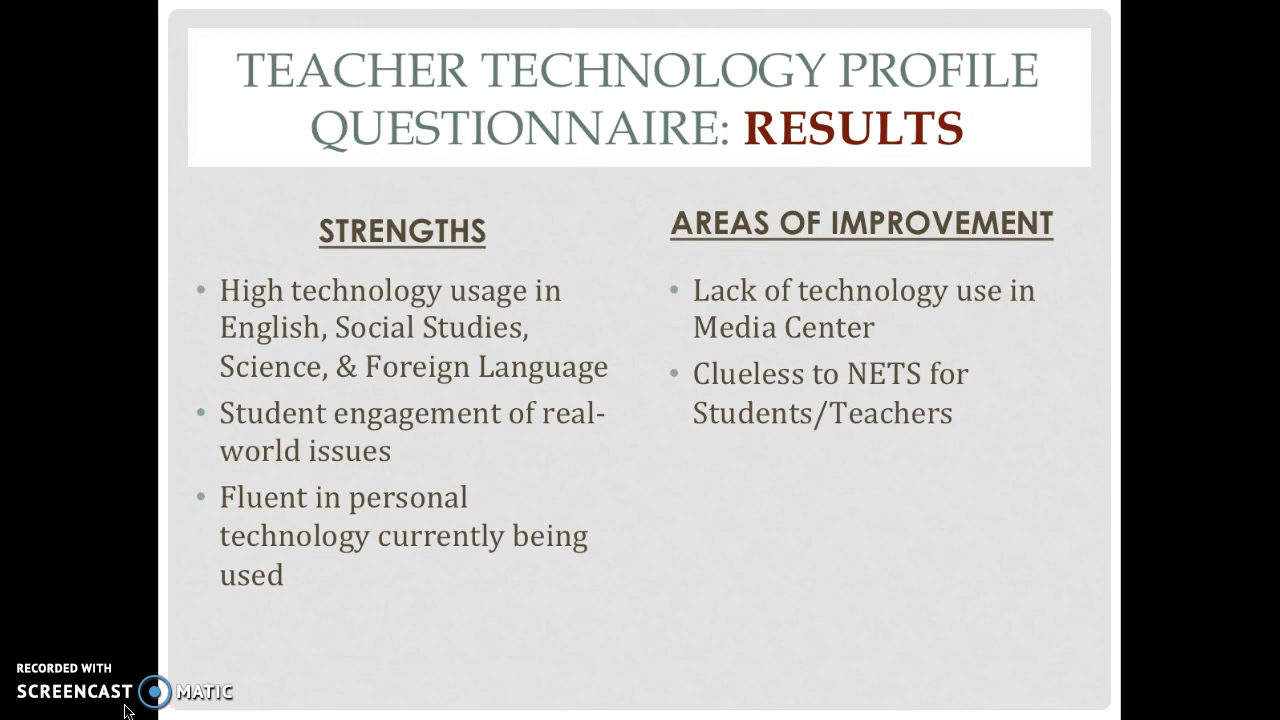 TEACHER TECHNOLOGY PROFILE
QUESTIONNAIRE: RESULTS
STRENGTHS
• High technology usage in
English, Social Studies,
Science, & Foreign Language
• Student engagement of real-
world issues
• Fluent in personal
technology currently being
used
AREAS OF IMPROVEMENT
• Lack of technology use in
Media Center
• Clueless to NETS for
Students/Teachers
RECORDED WITH
SCREENCAST MATIC